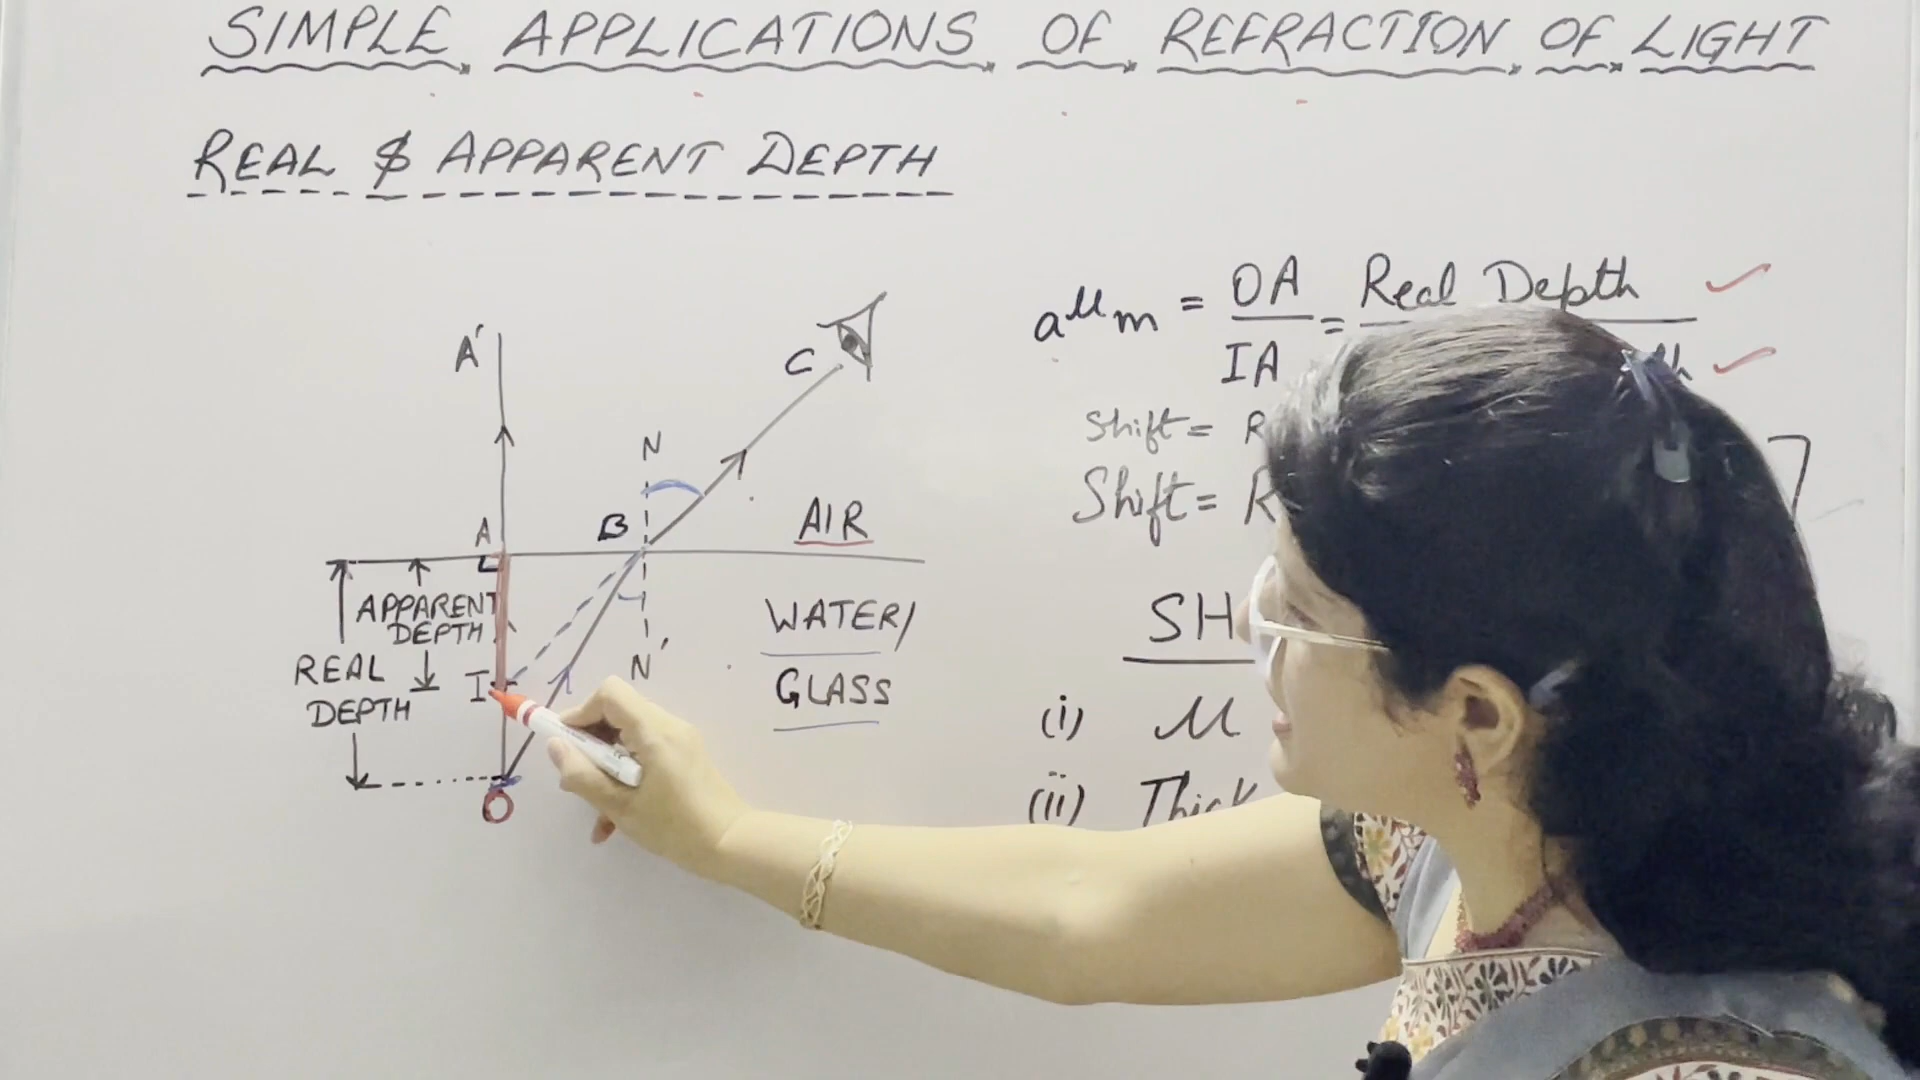 SIMPLE APPLICATIONS OF REFRACTION OF LIGHT
REAL $ APPARENT DEPTH
A'
C
N
A
B
AIR
APPARENT
DEPTH
REAL
DEPTH
I
N'
WATER/
GLASS
O
aμm = OA = Real Depth
IA
Shift = R
Shift = R
SH
(i) μ
(ii) Thick